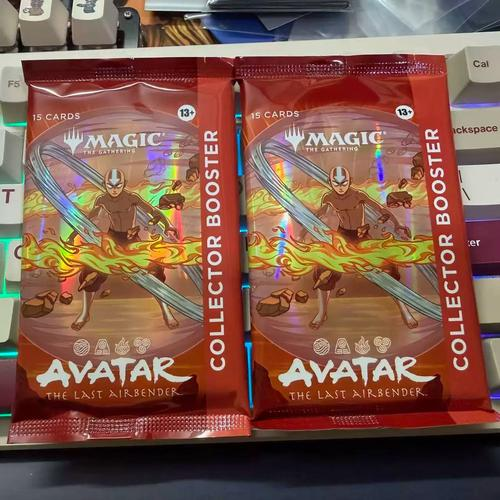 F5
15 CARDS
13+
MAGIC
THE GATHERING
COLLECTOR BOOSTER
AVATAR
THE LAST AIRBENDER
15 CARDS
13+
MAGIC
THE GATHERING
COLLECTOR BOOSTER
AVATAR
THE LAST AIRBENDER
Cal
ackspace
\
T
ter